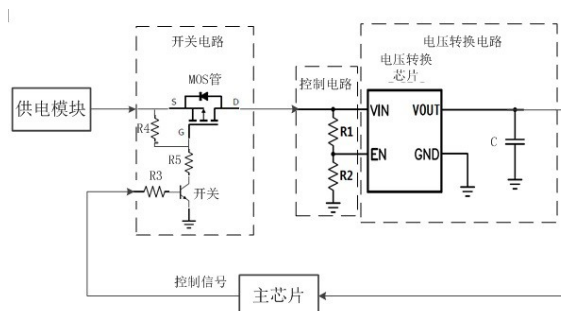 开关电路
MOS管
S
D
G
R4
R5
R3
开关
供电模块
控制电路
R1
R2
电压转换电路
电压转换
芯片
VIN
VOUT
EN
GND
C
控制信号
主芯片